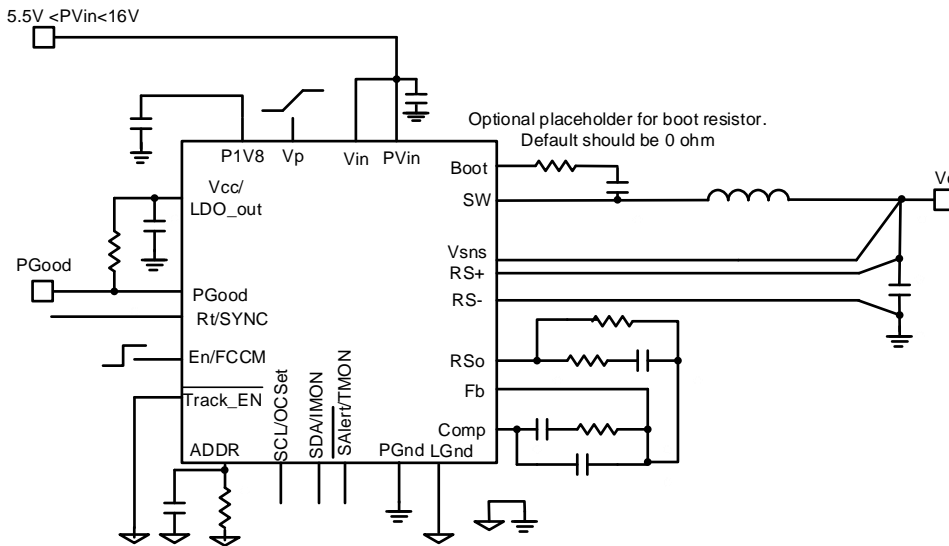 5.5V <PVin<16V
Optional placeholder for boot resistor.
Default should be 0 ohm
P1V8
Vp
Vin
PVin
Boot
Vcc/
LDO_out
SW
Vsns
PGood
RS+
PGood
RS-
Rt/SYNC
En/FCCM
RSo
Track_EN
Fb
SCL/OCSet
SDA/IMON
SAlert/TMON
Comp
ADDR
PGnd
LGnd